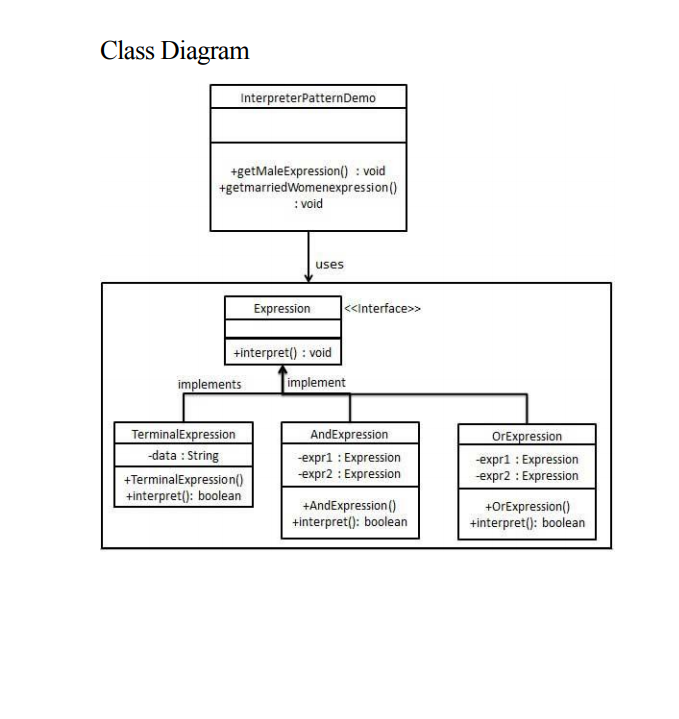 Class Diagram
InterpreterPatternDemo
+getMaleExpression() : void
+getmarriedWomenexpression()
: void
uses
Expression
<<Interface>>
+interpret() : void
implements
implement
TerminalExpression
-data : String
+TerminalExpression()
+interpret(): boolean
AndExpression
-expr1 : Expression
-expr2 : Expression
+AndExpression()
+interpret(): boolean
OrExpression
-expr1 : Expression
-expr2 : Expression
+OrExpression()
+interpret(): boolean